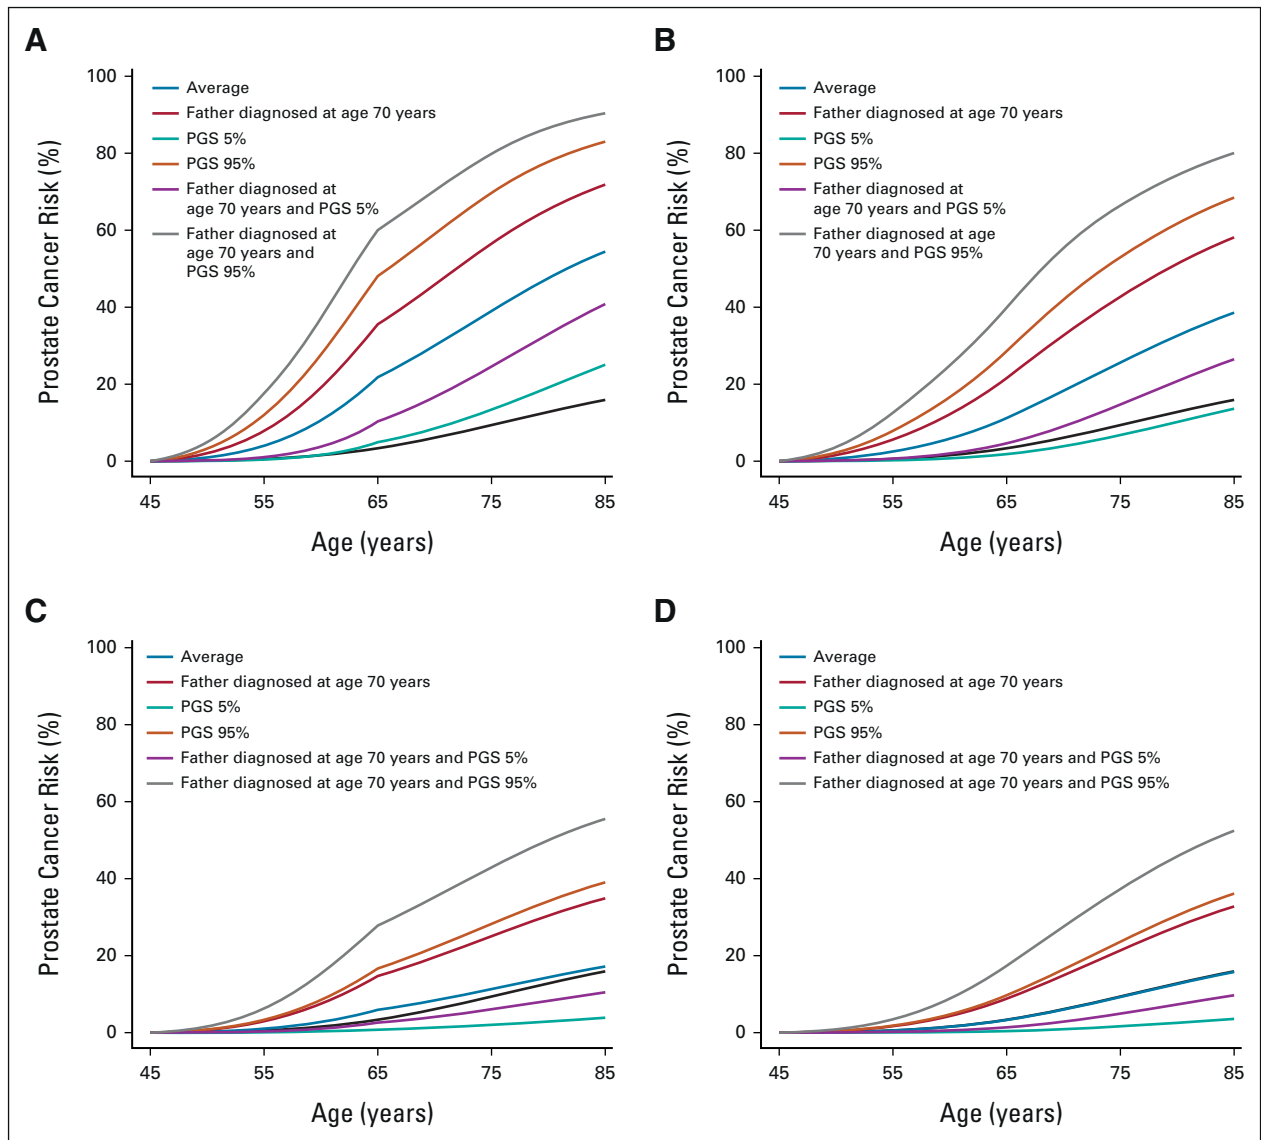 A
Prostate Cancer Risk (%)
100
80
60
40
20
0
Average
Father diagnosed at age 70 years
PGS 5%
PGS 95%
Father diagnosed at
age 70 years and PGS 5%
Father diagnosed at
age 70 years and
PGS 95%
45 55 65 75 85
Age (years)
B
Prostate Cancer Risk (%)
100
80
60
40
20
0
Average
Father diagnosed at age 70 years
PGS 5%
PGS 95%
Father diagnosed at
age 70 years and PGS 5%
Father diagnosed at age
70 years and PGS 95%
45 55 65 75 85
Age (years)
C
Prostate Cancer Risk (%)
100
80
60
40
20
0
Average
Father diagnosed at age 70 years
PGS 5%
PGS 95%
Father diagnosed at age 70 years and PGS 5%
Father diagnosed at age 70 years and PGS 95%
45 55 65 75 85
Age (years)
D
Prostate Cancer Risk (%)
100
80
60
40
20
0
Average
Father diagnosed at age 70 years
PGS 5%
PGS 95%
Father diagnosed at age 70 years and PGS 5%
Father diagnosed at age 70 years and PGS 95%
45 55 65 75 85
Age (years)